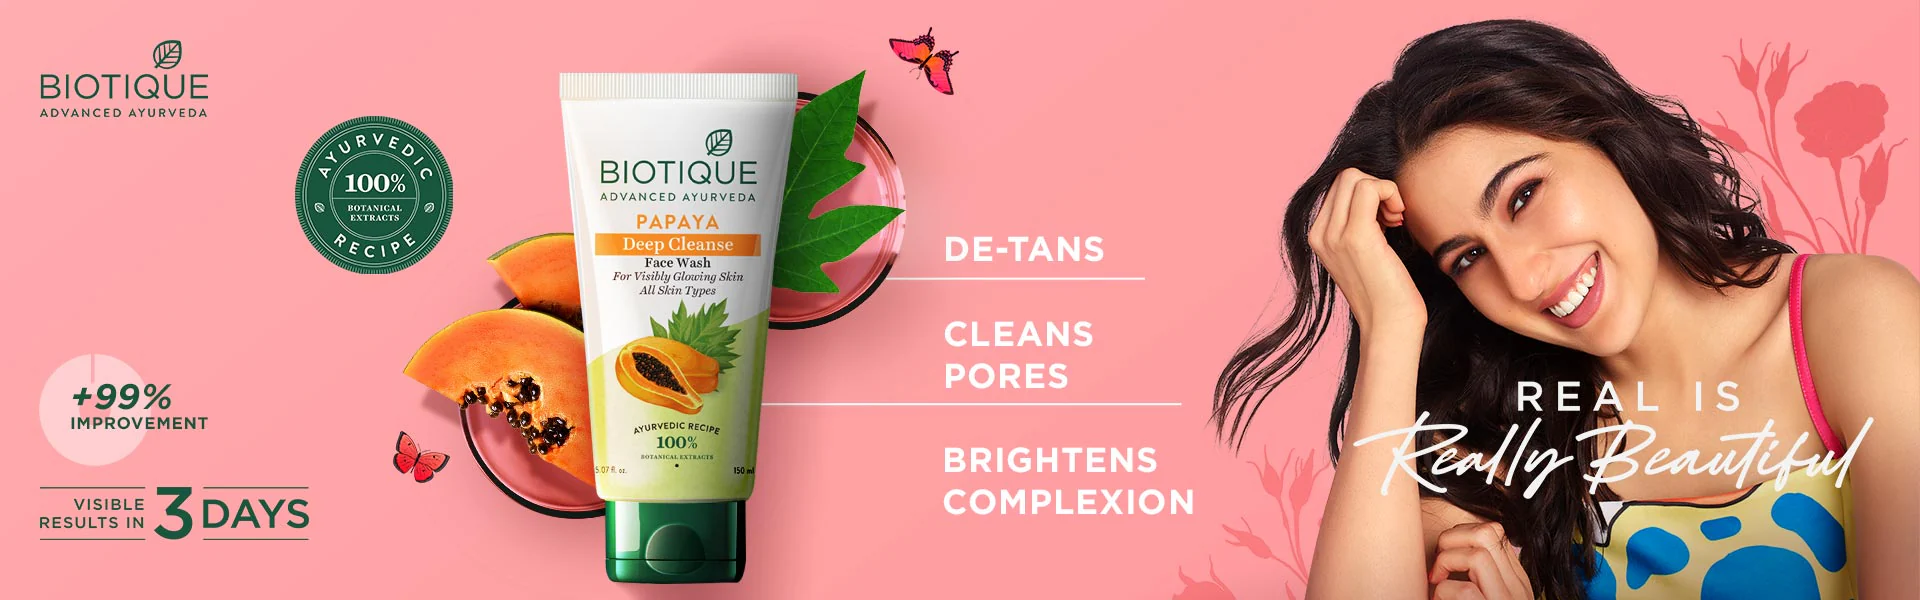 BIOTIQUE
ADVANCED AYURVEDA
AYURVEDIC
100%
BOTANICAL
EXTRACTS
RECIPE
+99%
IMPROVEMENT
VISIBLE
RESULTS IN
3 DAYS
BIOTIQUE
ADVANCED AYURVEDA
PAPAYA
Deep Cleanse
Face Wash
For Visibly Glowing Skin
All Skin Types
AYURVEDIC RECIPE
100%
BOTANICAL EXTRACTS
5.07 fl. oz. 150 ml
DE-TANS
CLEANS
PORES
BRIGHTENS
COMPLEXION
REAL IS
Really Beautiful